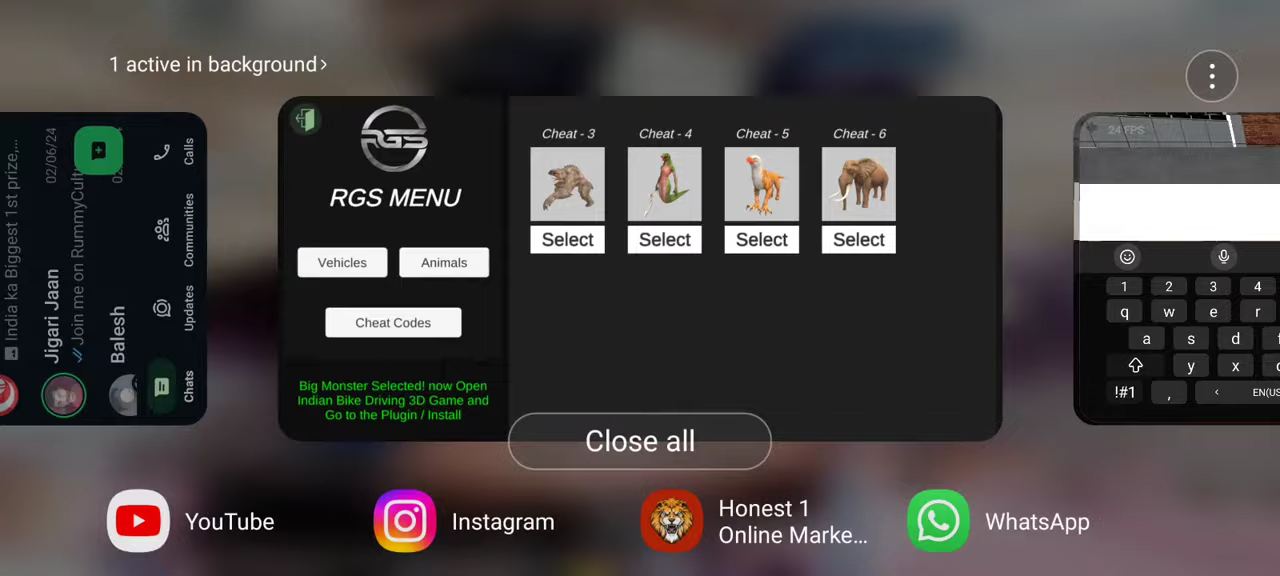 1 active in background>
India ka Biggest 1st prize,...
Jigari Jaan
02/06/24
Join me on RummyCult
Balesh
02
Calls
Communities
Updates
Chats
RGS
RGS MENU
Vehicles
Animals
Cheat Codes
Big Monster Selected! now Open
Indian Bike Driving 3D Game and
Go to the Plugin / Install
Cheat - 3
Cheat - 4
Cheat - 5
Cheat - 6
Select
Select
Select
Select
24 FPS
1 2 3 4
q w e r
a s d f
y x c
!#1 , < EN(US
Close all
YouTube
Instagram
Honest 1
Online Marke...
WhatsApp